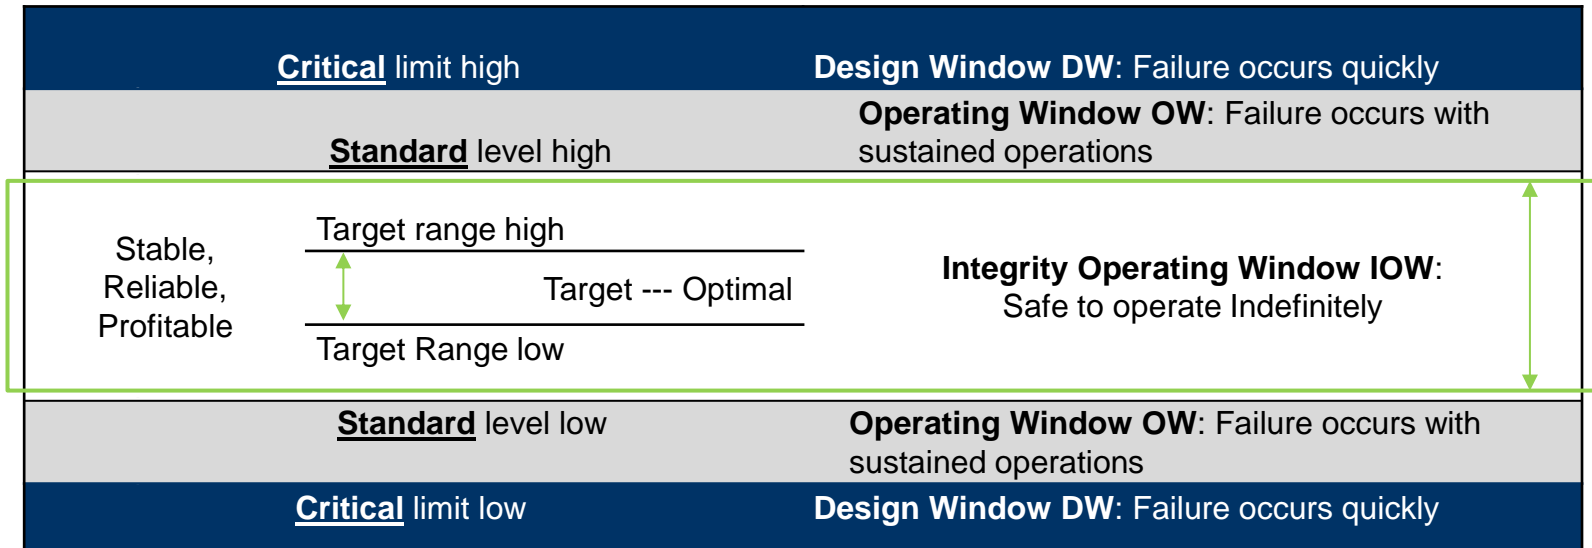 Critical limit high
Design Window DW: Failure occurs quickly
Operating Window OW: Failure occurs with
sustained operations
Standard level high
Stable,
Reliable,
Profitable
Target range high
Target --- Optimal
Target Range low
Integrity Operating Window IOW:
Safe to operate Indefinitely
Standard level low
Operating Window OW: Failure occurs with
sustained operations
Critical limit low
Design Window DW: Failure occurs quickly